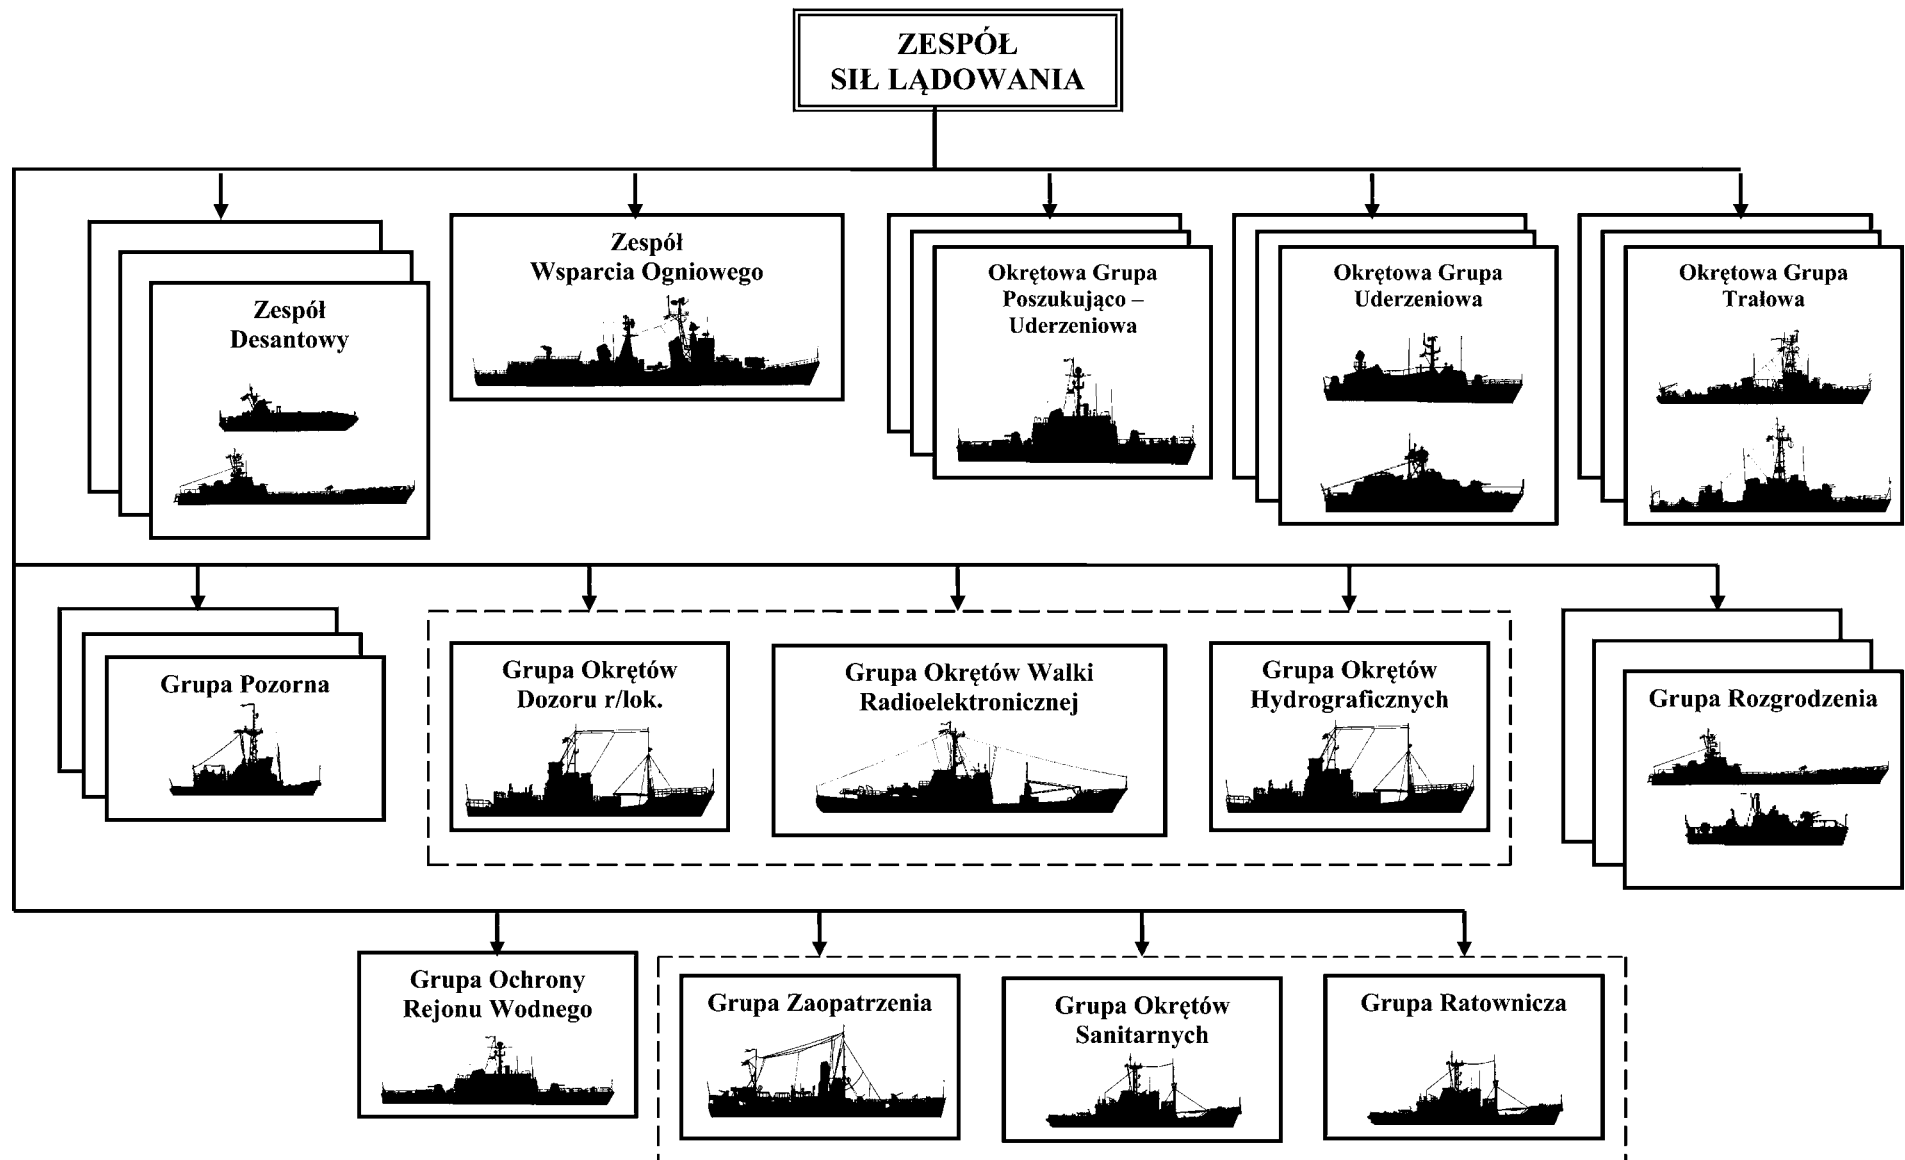 ZESPÓŁ
SIŁ LĄDOWANIA
Zespół
Desantowy
Zespół
Wsparcia Ogniowego
Okrętowa Grupa
Poszukująco –
Uderzeniowa
Okrętowa Grupa
Uderzeniowa
Okrętowa Grupa
Trałowa
Grupa Pozorna
Grupa Okrętów
Dozoru r/lok.
Grupa Okrętów Walki
Radioelektronicznej
Grupa Okrętów
Hydrograficznych
Grupa Rozgrodzenia
Grupa Ochrony
Rejonu Wodnego
Grupa Zaopatrzenia
Grupa Okrętów
Sanitarnych
Grupa Ratownicza